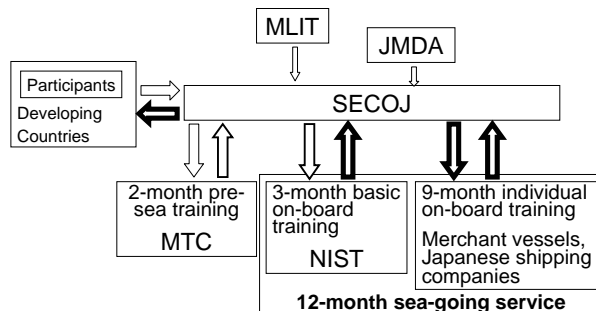 MLIT
JMDA
Participants
Developing
Countries
SECOJ
2-month pre-
sea training
MTC
3-month basic
on-board
training
NIST
9-month individual
on-board training
Merchant vessels,
Japanese shipping
companies
12-month sea-going service